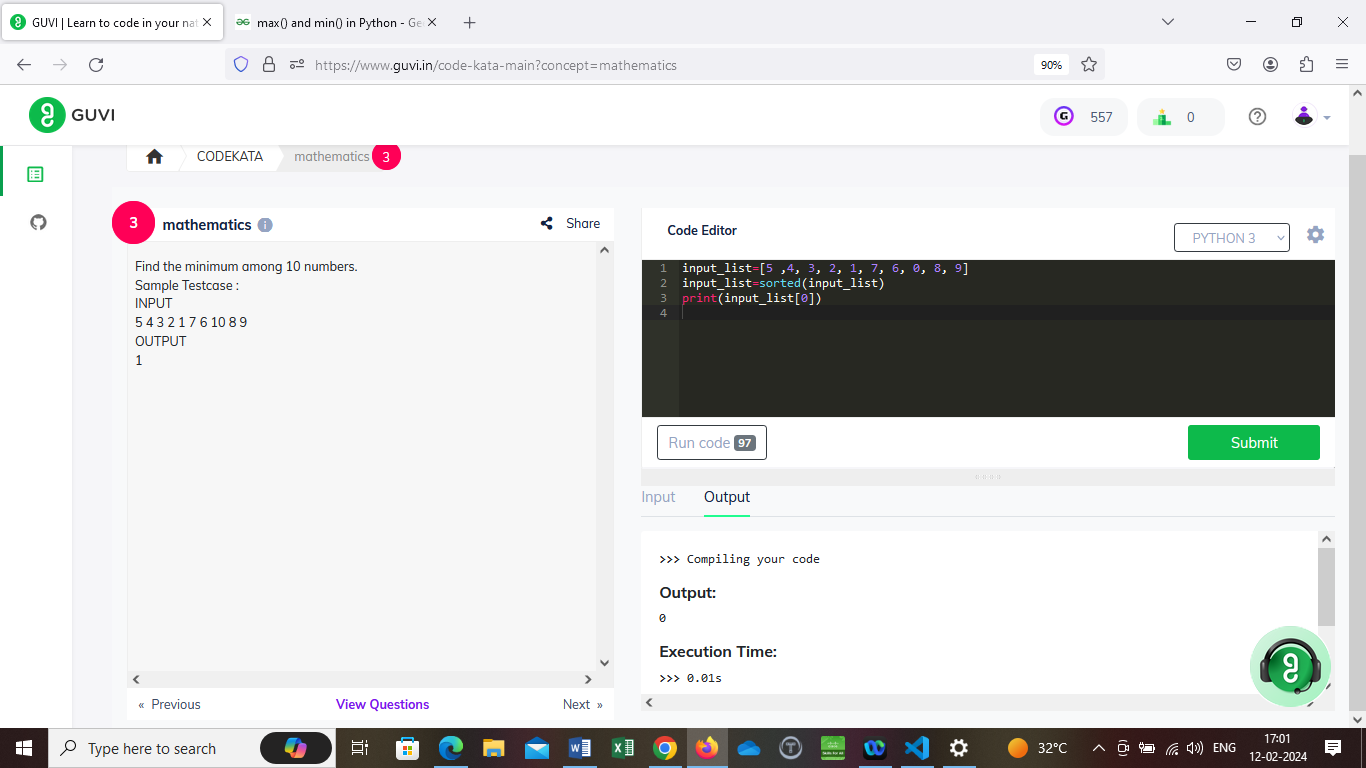 GUVI | Learn to code in your nat
max() and min() in Python - Ge
https://www.guvi.in/code-kata-main?concept=mathematics
90%
GUVI
557
0
CODEKATA
mathematics
3
3
mathematics
Share
Find the minimum among 10 numbers.
Sample Testcase :
INPUT
5 4 3 2 1 7 6 10 8 9
OUTPUT
1
« Previous
View Questions
Next »
Code Editor
PYTHON 3
1 input_list=[5 ,4, 3, 2, 1, 7, 6, 0, 8, 9]
2 input_list=sorted(input_list)
3 print(input_list[0])
4
Run code 97
Submit
Input
Output
>>> Compiling your code
Output:
0
Execution Time:
>>> 0.01s
Type here to search
32°C
ENG
17:01
12-02-2024